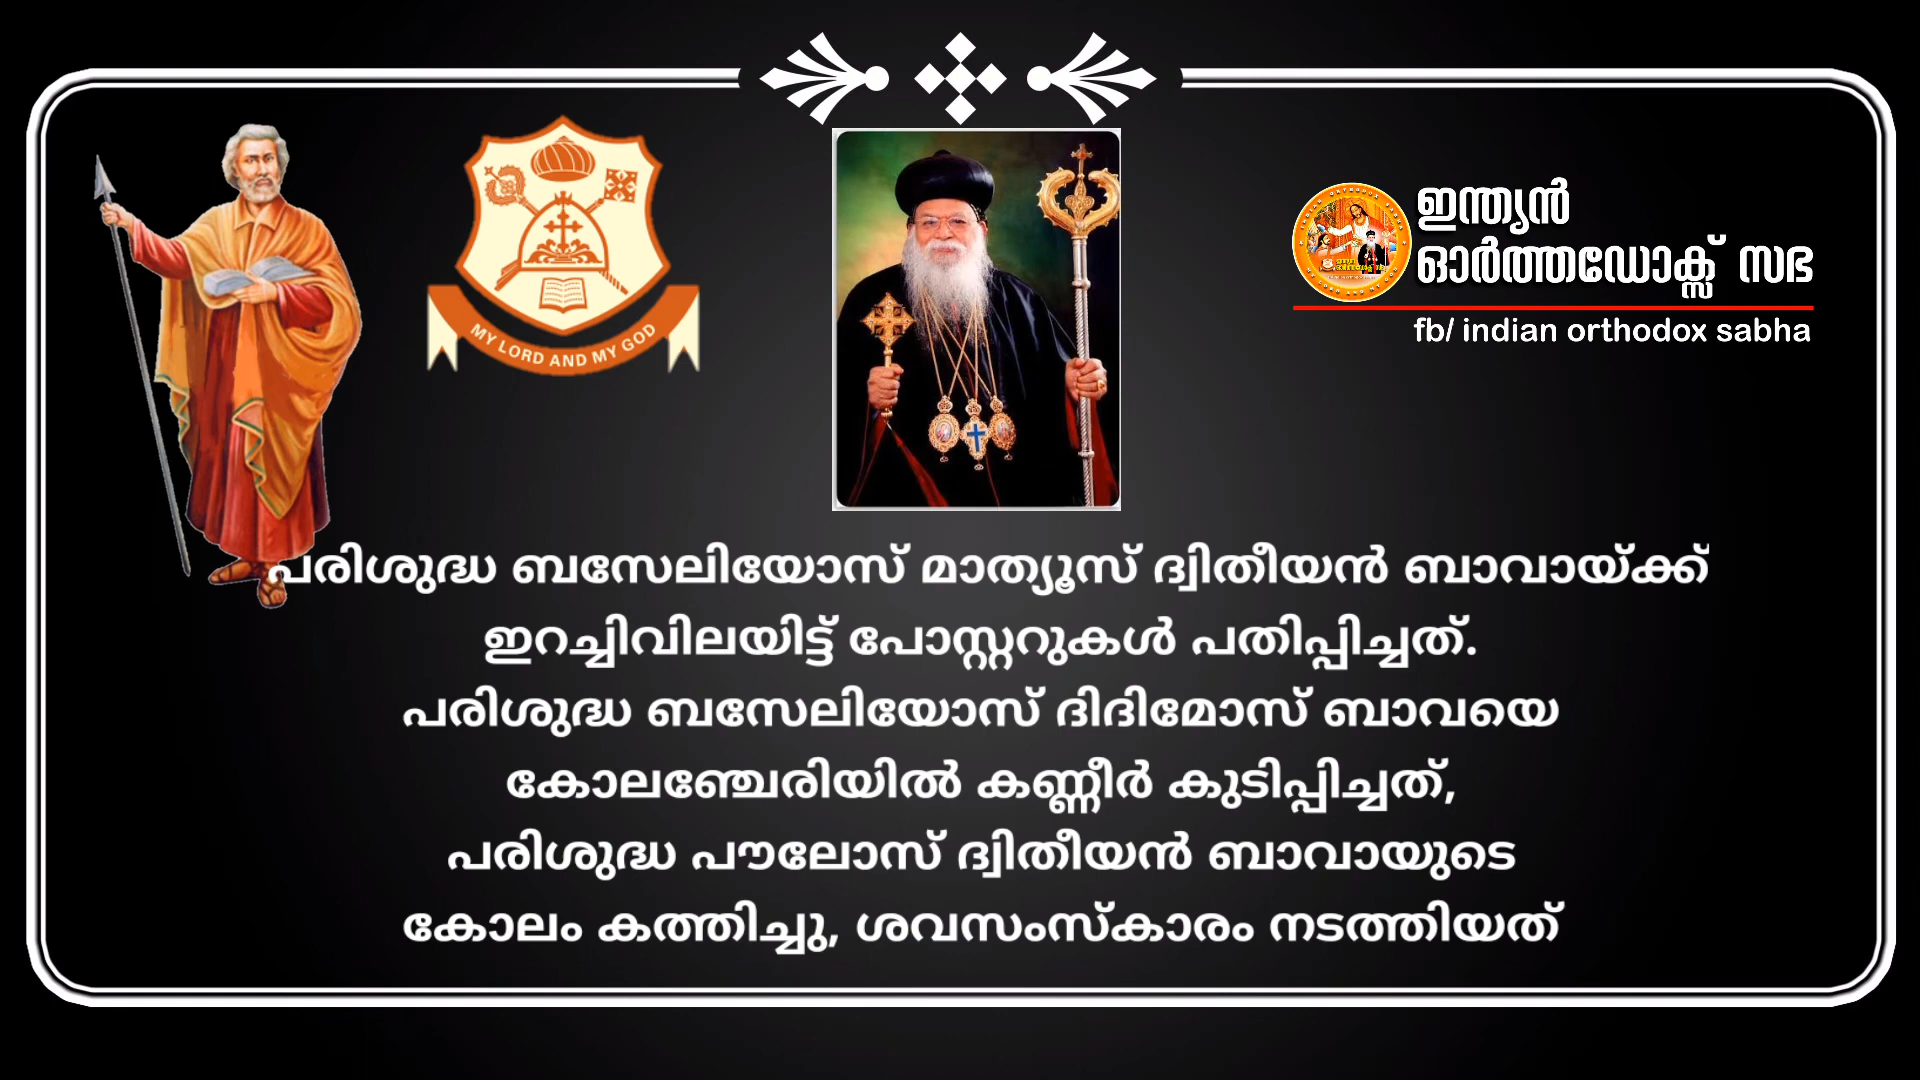 MY LORD AND MY GOD
ഇന്ത്യൻ
ഓർത്തഡോക്സ് സഭ
fb/ indian orthodox sabha
പരിശുദ്ധ ബസേലിയോസ് മാത്യൂസ് ദ്വിതീയൻ ബാവായ്ക്ക്
ഇറച്ചിവിലയിട്ട് പോസ്റ്ററുകൾ പതിപ്പിച്ചത്.
പരിശുദ്ധ ബസേലിയോസ് ദിദിമോസ് ബാവയെ
കോലഞ്ചേരിയിൽ കണ്ണീർ കുടിപ്പിച്ചത്,
പരിശുദ്ധ പൗലോസ് ദ്വിതീയൻ ബാവായുടെ
കോലം കത്തിച്ചു, ശവസംസ്കാരം നടത്തിയത്